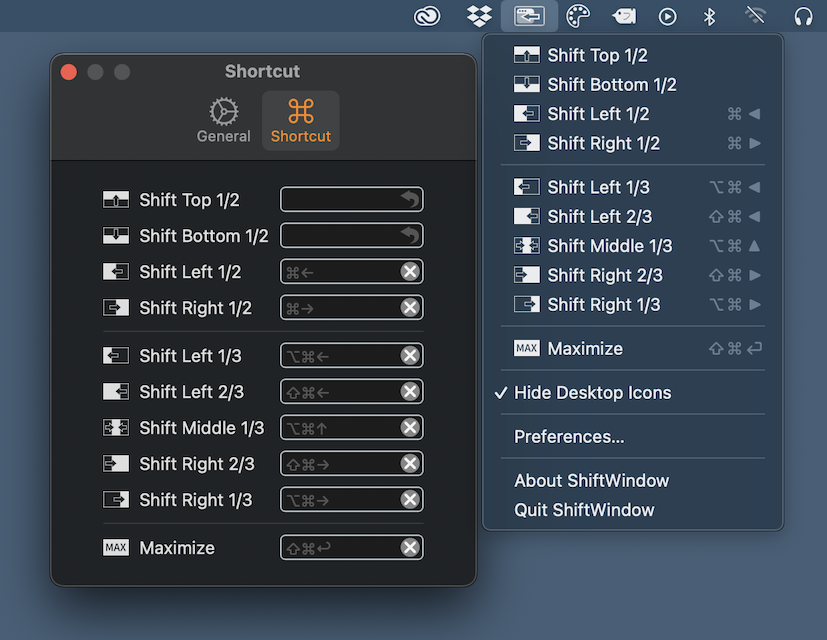 Shortcut
General
Shortcut
Shift Top 1/2
Shift Bottom 1/2
Shift Left 1/2 ⌘←
Shift Right 1/2 ⌘→
Shift Left 1/3 ⌥⌘←
Shift Left 2/3 ⇧⌘←
Shift Middle 1/3 ⌥⌘↑
Shift Right 2/3 ⇧⌘→
Shift Right 1/3 ⌥⌘→
MAX Maximize ⇧⌘↩
Shift Top 1/2
Shift Bottom 1/2
Shift Left 1/2 ⌘◀
Shift Right 1/2 ⌘▶
Shift Left 1/3 ⌥⌘◀
Shift Left 2/3 ⇧⌘◀
Shift Middle 1/3 ⌥⌘▲
Shift Right 2/3 ⇧⌘▶
Shift Right 1/3 ⌥⌘▶
MAX Maximize ⇧⌘↩
✓ Hide Desktop Icons
Preferences...
About ShiftWindow
Quit ShiftWindow